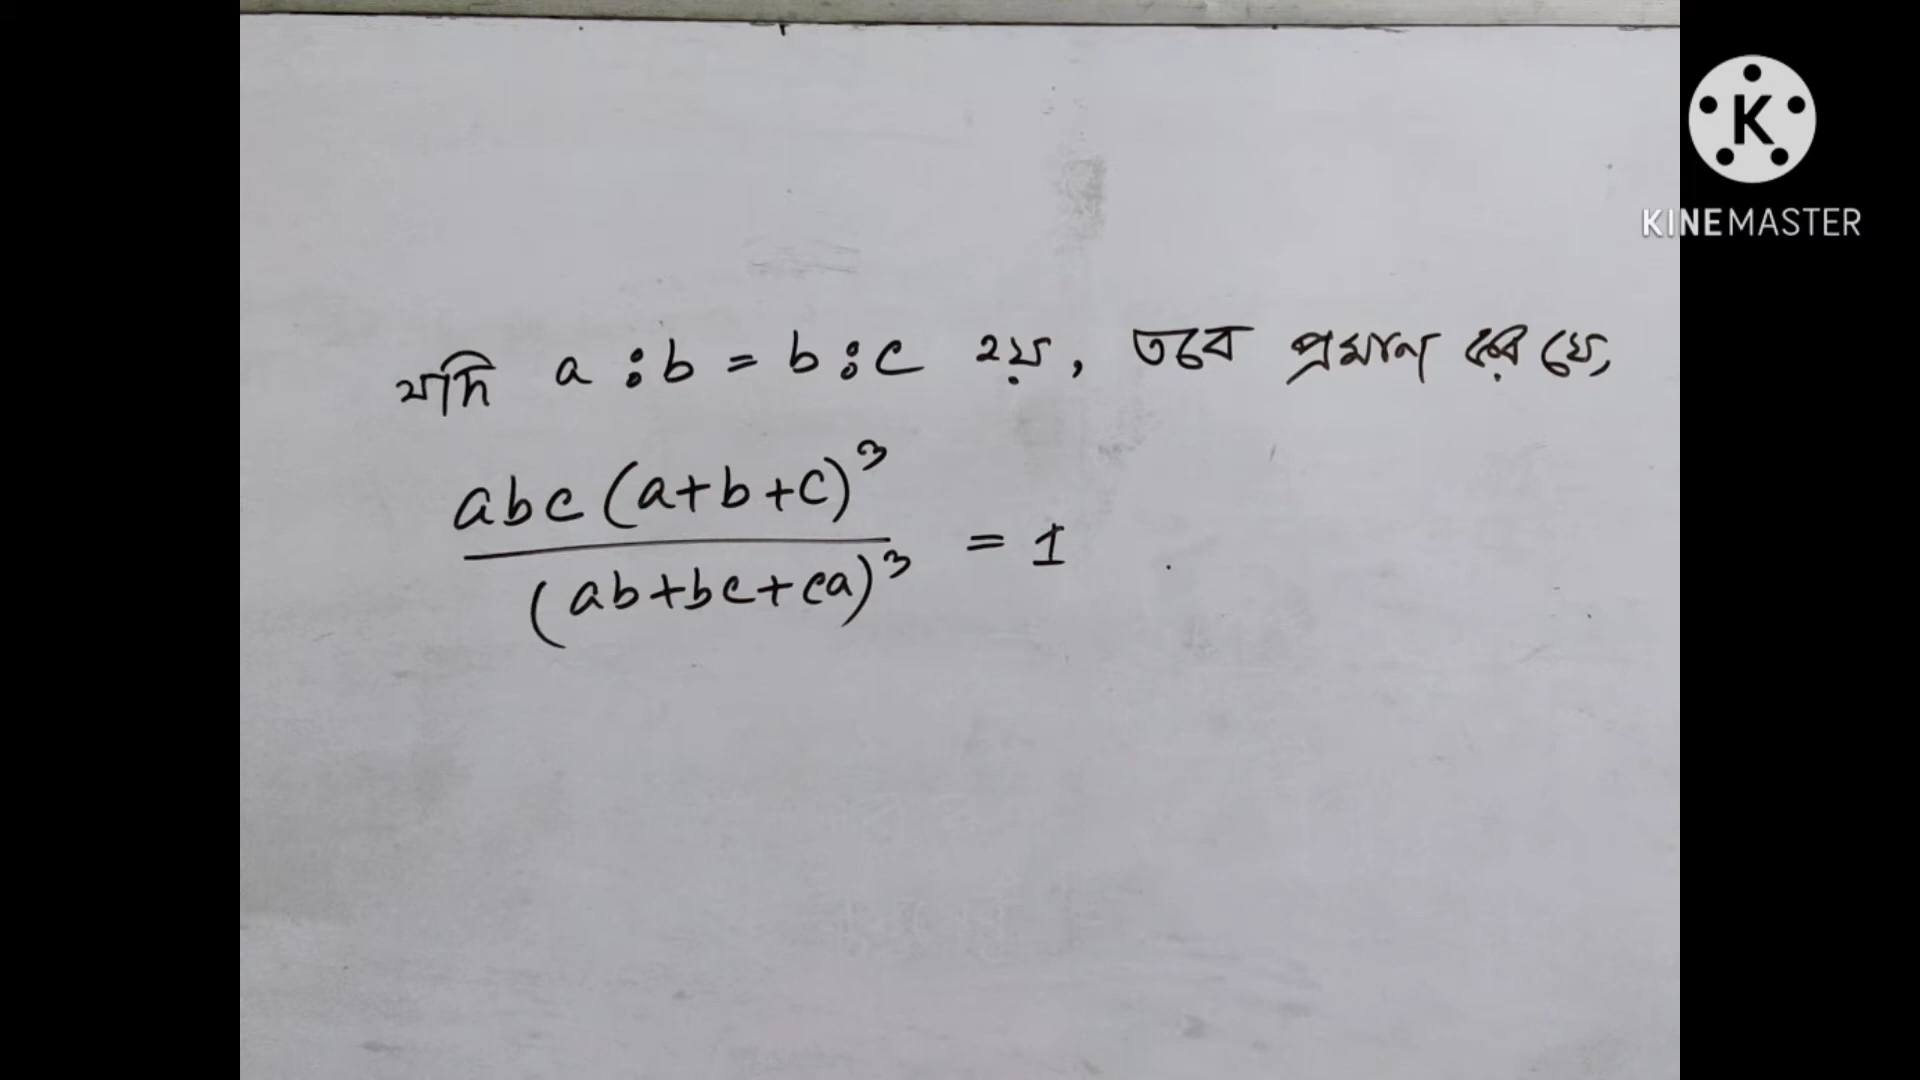 যদি a : b = b : c হয়, তবে প্রমাণ কর যে,
abc (a+b+c)³
= 1
(ab+bc+ca)³
K
KINEMASTER